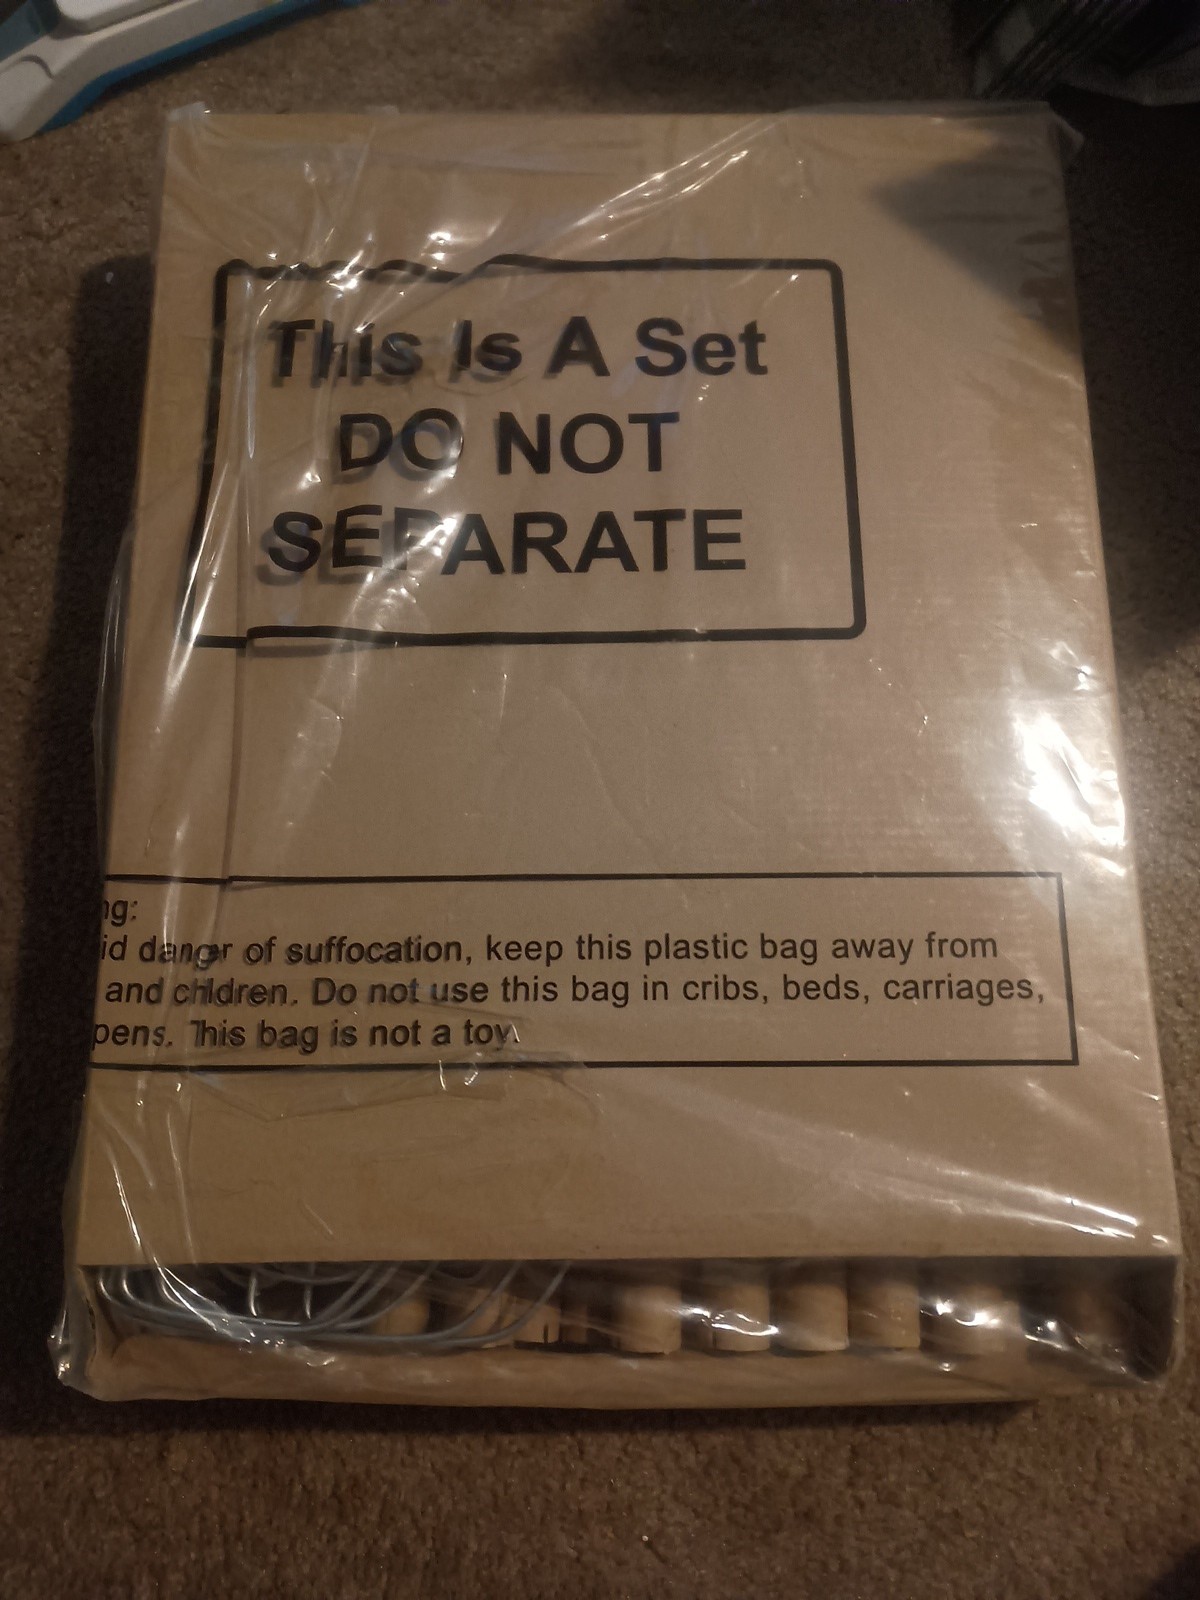 This Is A Set
DO NOT
SEPARATE
ng:
id danger of suffocation, keep this plastic bag away from
and children. Do not use this bag in cribs, beds, carriages,
pens. This bag is not a toy.